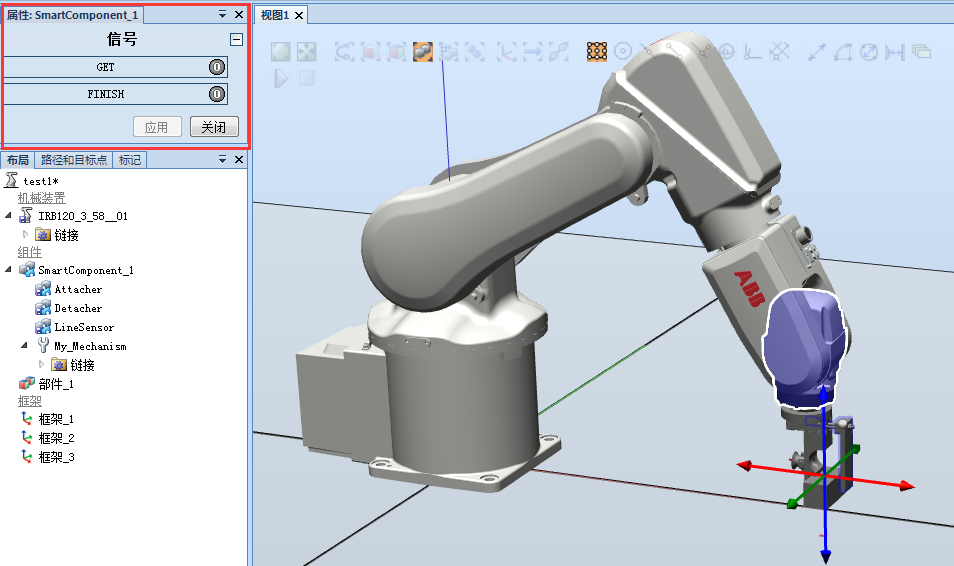 属性: SmartComponent_1
信号
GET 0
FINISH 0
应用 关闭
布局 路径和目标点 标记
test1*
机械装置
IRB120_3_58__01
链接
组件
SmartComponent_1
Attacher
Detacher
LineSensor
My_Mechanism
链接
部件_1
框架
框架_1
框架_2
框架_3
视图1
ABB